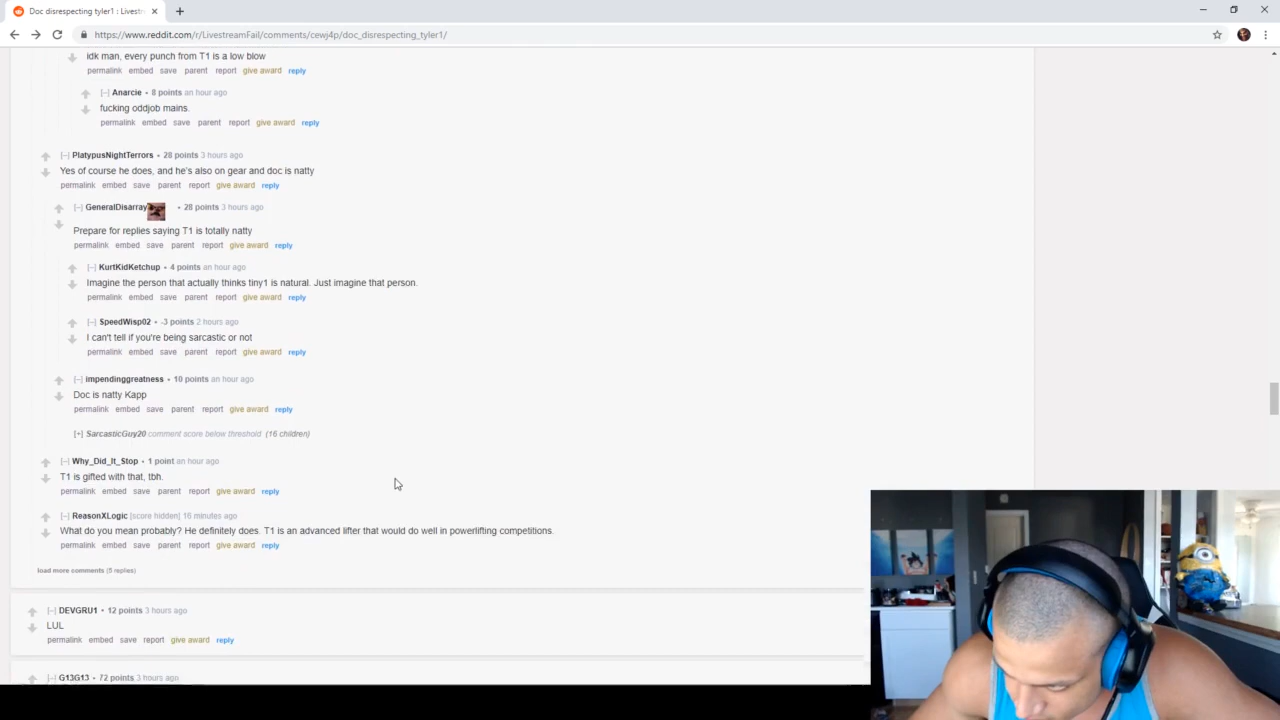 Doc disrespecting tyler1 : Livestr
https://www.reddit.com/r/LivestreamFail/comments/cewj4p/doc_disrespecting_tyler1/
idk man, every punch from T1 is a low blow
permalink embed save parent report give award reply
[–] Anarcie • 8 points an hour ago
fucking oddjob mains.
permalink embed save parent report give award reply
[–] PlatypusNightTerrors • 28 points 3 hours ago
Yes of course he does, and he's also on gear and doc is natty
permalink embed save parent report give award reply
[–] GeneralDisarray • 28 points 3 hours ago
Prepare for replies saying T1 is totally natty
permalink embed save parent report give award reply
[–] KurtKidKetchup • 4 points an hour ago
Imagine the person that actually thinks tiny1 is natural. Just imagine that person.
permalink embed save parent report give award reply
[–] SpeedWisp02 • -3 points 2 hours ago
I can't tell if you're being sarcastic or not
permalink embed save parent report give award reply
[–] impendinggreatness • 10 points an hour ago
Doc is natty Kapp
permalink embed save parent report give award reply
[+] SarcasticGuy20 comment score below threshold (16 children)
[–] Why_Did_It_Stop • 1 point an hour ago
T1 is gifted with that, tbh.
permalink embed save parent report give award reply
[–] ReasonXLogic [score hidden] 16 minutes ago
What do you mean probably? He definitely does. T1 is an advanced lifter that would do well in powerlifting competitions.
permalink embed save parent report give award reply
load more comments (5 replies)
[–] DEVGRU1 • 12 points 3 hours ago
LUL
permalink embed save report give award reply
[–] G13G13 • 72 points 3 hours ago